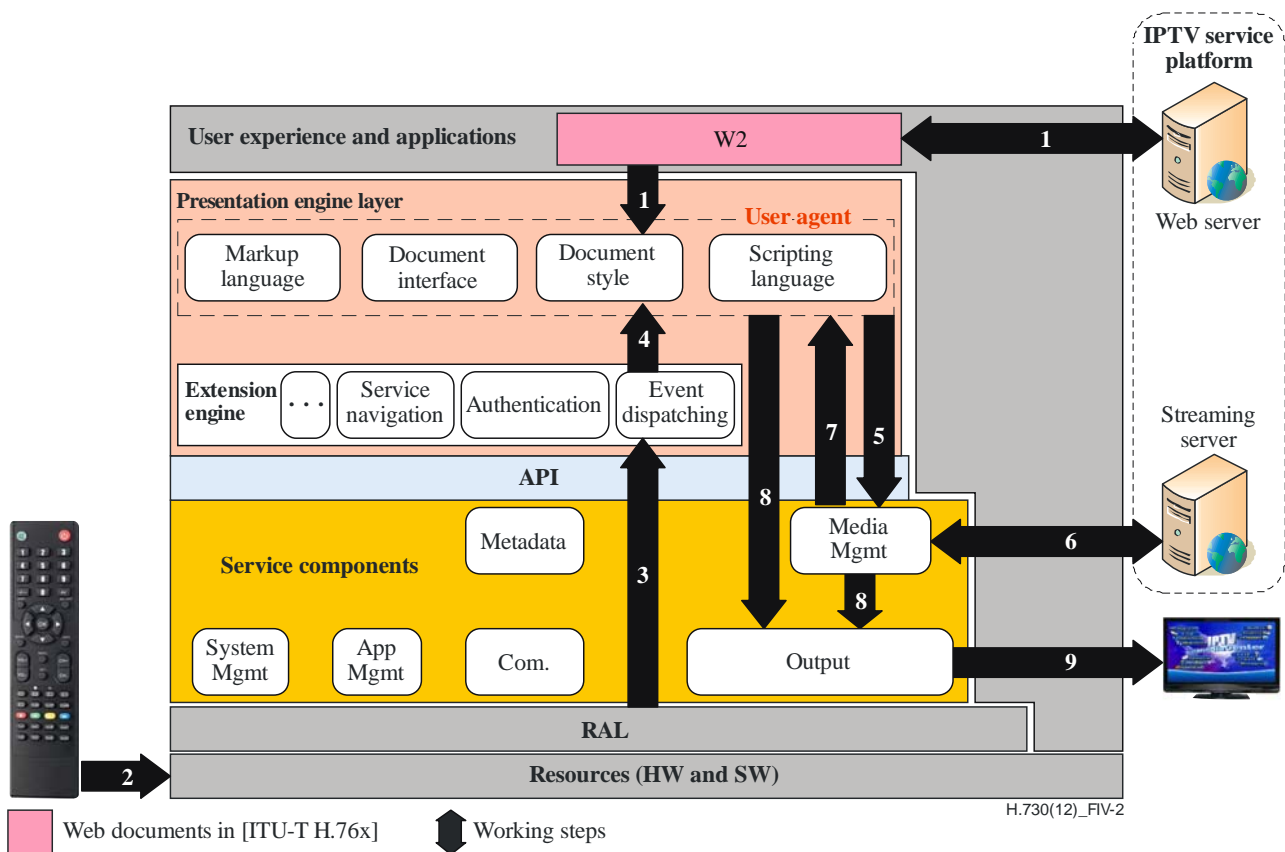 IPTV service
platform
User experience and applications
W2
1
Web server
Presentation engine layer
1
User agent
Markup
language
Document
interface
Document
style
Scripting
language
4
Extension
engine
. . .
Service
navigation
Authentication
Event
dispatching
8
7
5
Streaming
server
API
Service components
Metadata
3
Media
Mgmt
6
8
System
Mgmt
App
Mgmt
Com.
Output
9
IPTV
RAL
2
Resources (HW and SW)
H.730(12)_FIV-2
Web documents in [ITU-T H.76x]
Working steps